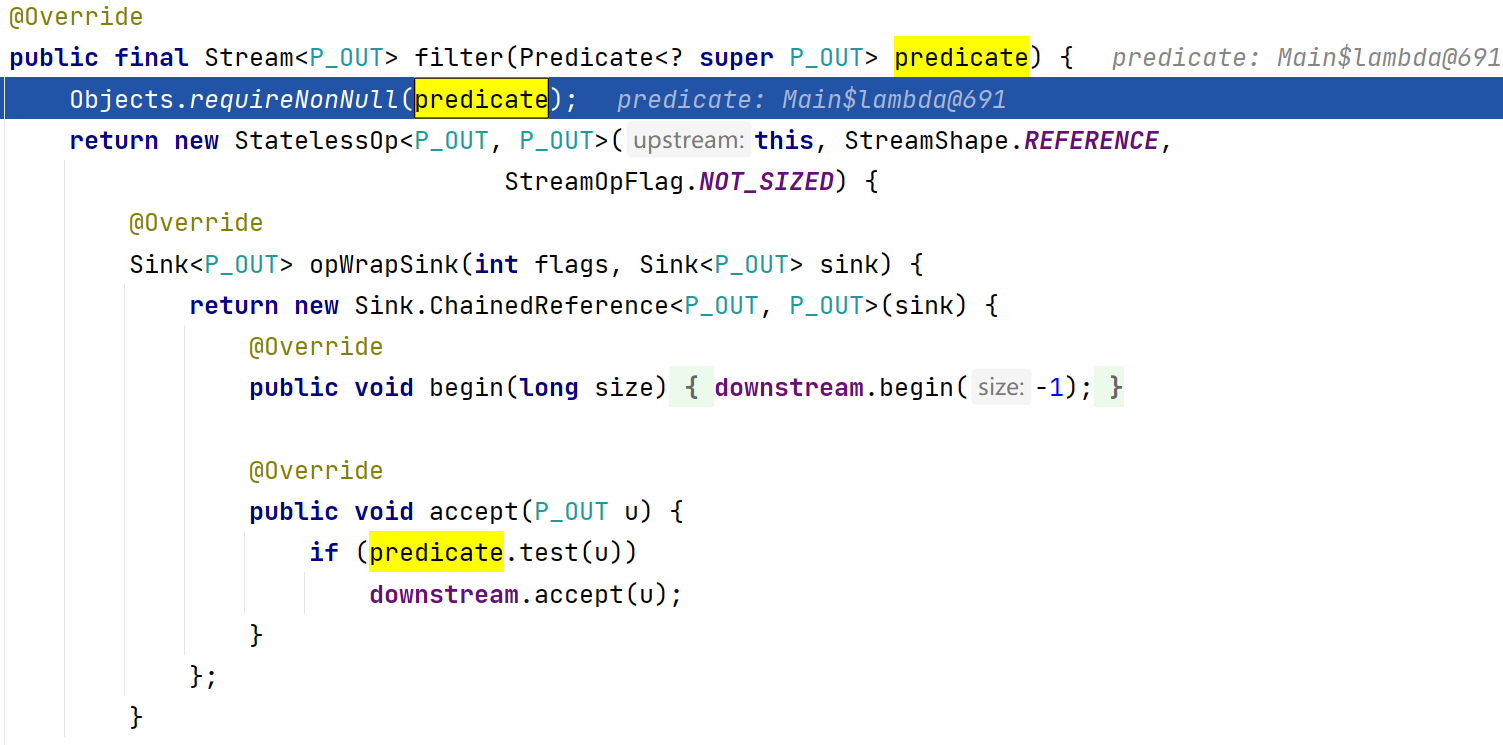 @Override
public final Stream<P_OUT> filter(Predicate<? super P_OUT> predicate) {   predicate: Main$lambda@691
    Objects.requireNonNull(predicate);   predicate: Main$lambda@691
    return new StatelessOp<P_OUT, P_OUT>( upstream: this, StreamShape.REFERENCE,
                                 StreamOpFlag.NOT_SIZED) {
        @Override
        Sink<P_OUT> opWrapSink(int flags, Sink<P_OUT> sink) {
            return new Sink.ChainedReference<P_OUT, P_OUT>(sink) {
                @Override
                public void begin(long size) { downstream.begin( size: -1); }

                @Override
                public void accept(P_OUT u) {
                    if (predicate.test(u))
                        downstream.accept(u);
                }
            };
        }